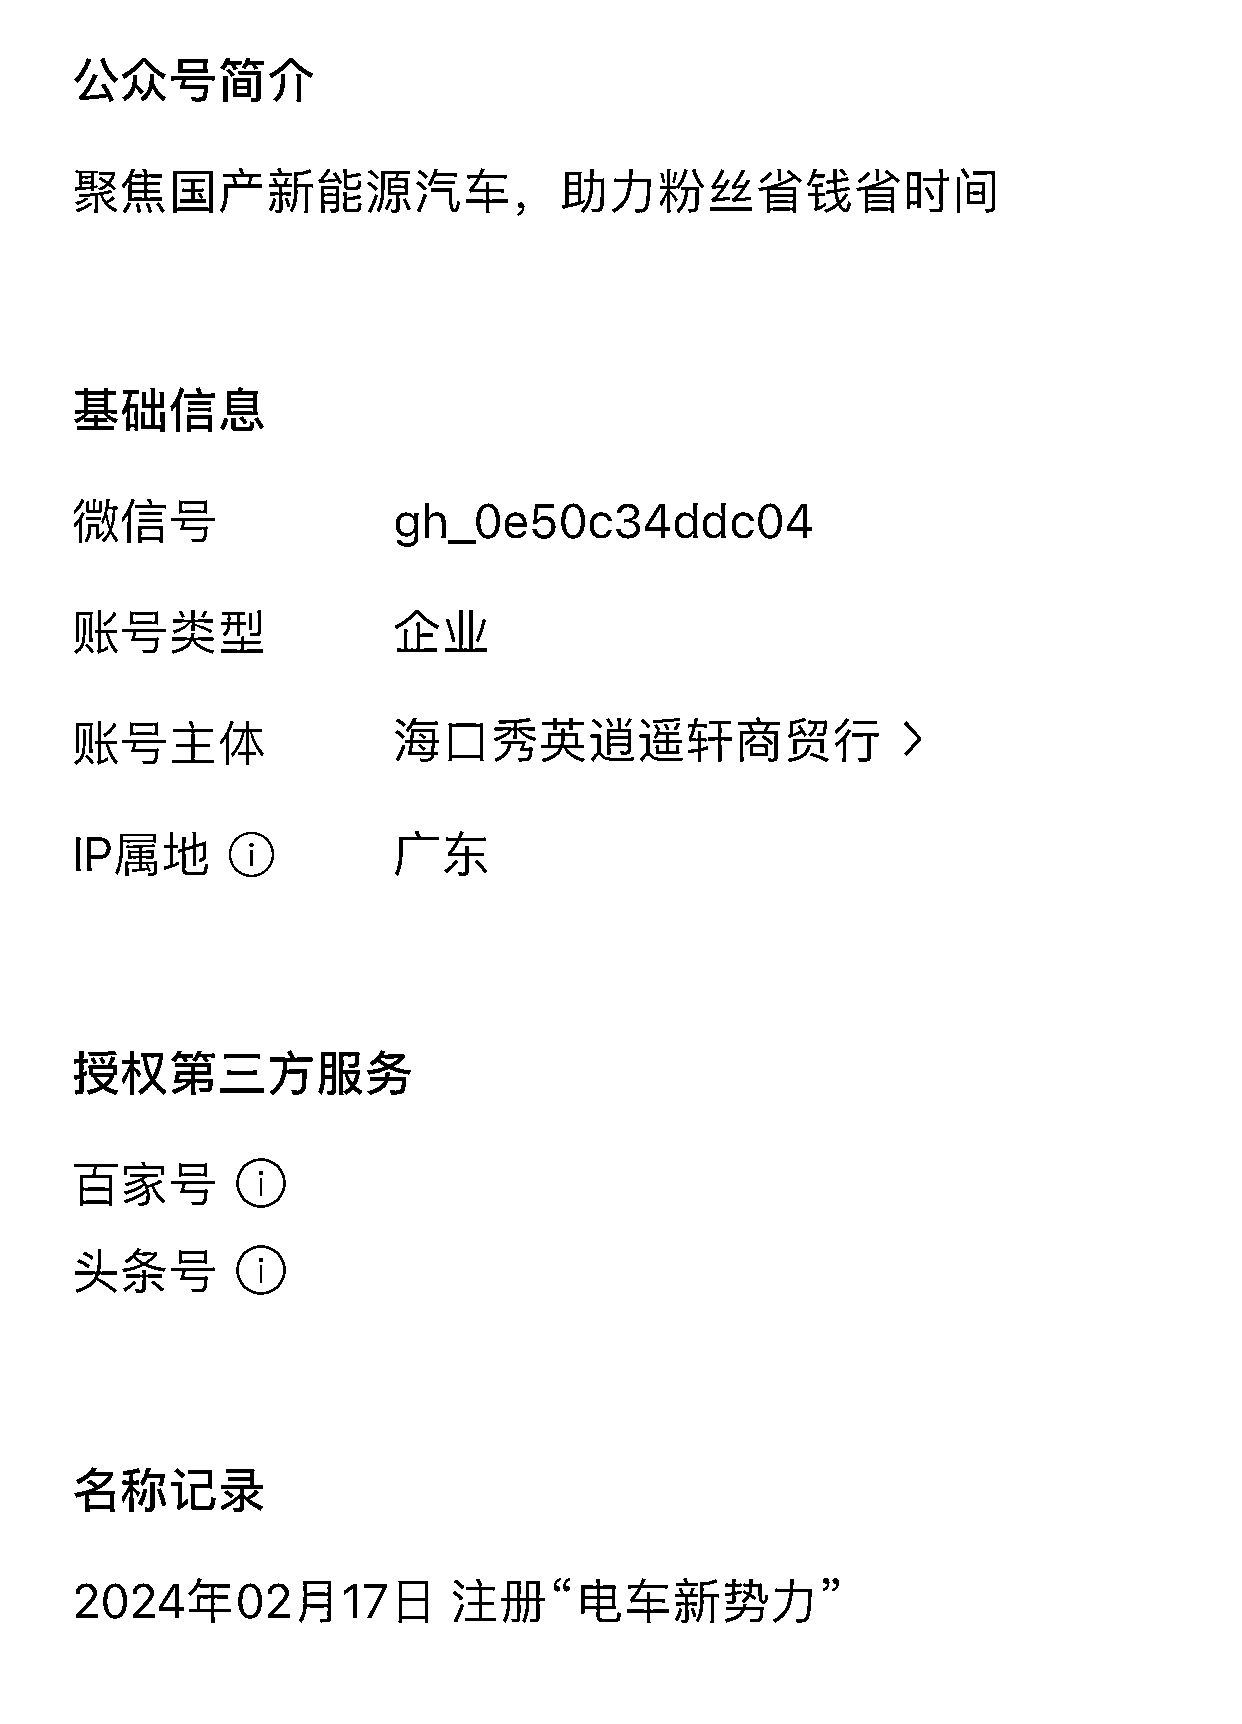 公众号简介
聚焦国产新能源汽车，助力粉丝省钱省时间
基础信息
微信号 gh_0e50c34ddc04
账号类型 企业
账号主体 海口秀英逍遥轩商贸行
IP属地 广东
授权第三方服务
百家号
头条号
名称记录
2024年02月17日 注册“电车新势力”